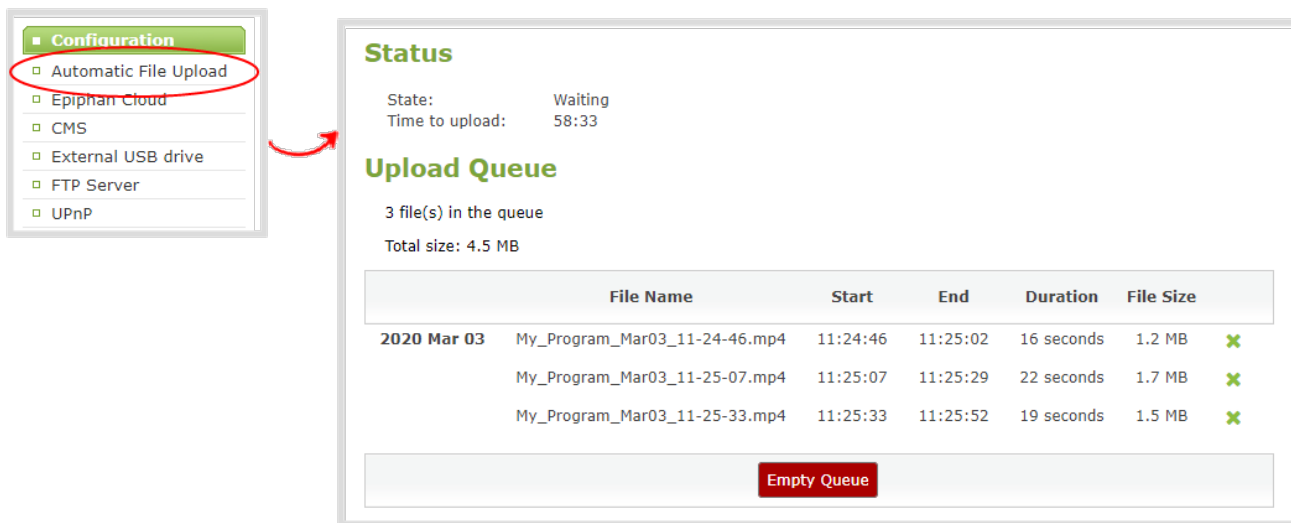 Configuration
Automatic File Upload
Epiphan Cloud
CMS
External USB drive
FTP Server
UPnP
Status
State: Waiting
Time to upload: 58:33
Upload Queue
3 file(s) in the queue
Total size: 4.5 MB
File Name Start End Duration File Size
2020 Mar 03 My_Program_Mar03_11-24-46.mp4 11:24:46 11:25:02 16 seconds 1.2 MB
My_Program_Mar03_11-25-07.mp4 11:25:07 11:25:29 22 seconds 1.7 MB
My_Program_Mar03_11-25-33.mp4 11:25:33 11:25:52 19 seconds 1.5 MB
Empty Queue